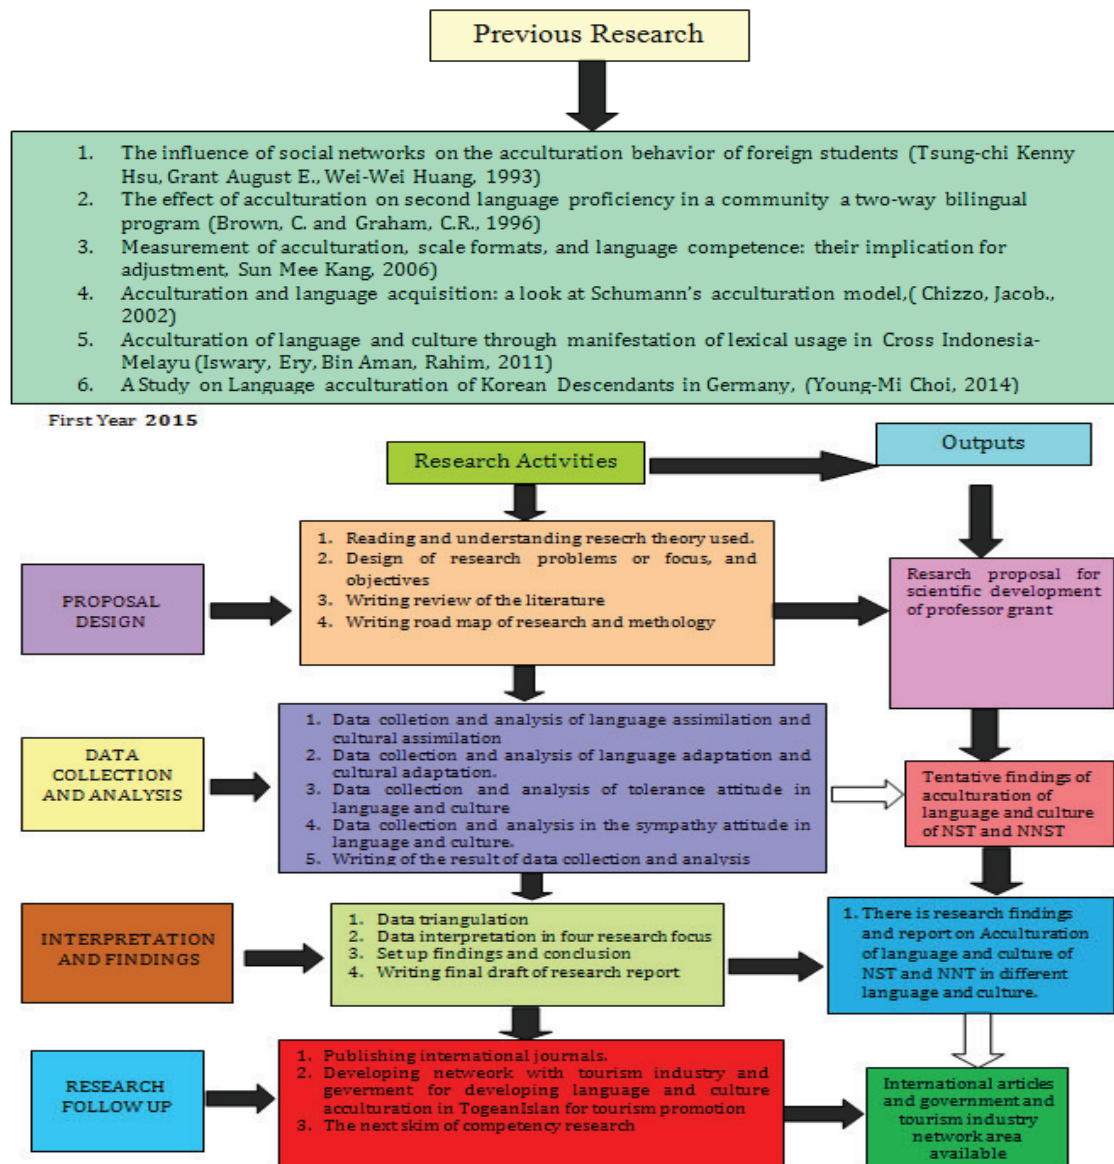 Previous Research
1. The influence of social networks on the acculturation behavior of foreign students (Tsung-chi Kenny
Hsu, Grant August E., Wei-Wei Huang, 1993)
2. The effect of acculturation on second language proficiency in a community a two-way bilingual
program (Brown, C. and Graham, C.R., 1996)
3. Measurement of acculturation, scale formats, and language competence: their implication for
adjustment, Sun Mee Kang, 2006)
4. Acculturation and language acquisition: a look at Schumann's acculturation model,( Chizzo, Jacob.,
2002)
5. Acculturation of language and culture through manifestation of lexical usage in Cross Indonesia-
Melayu (Iswary, Ery, Bin Aman, Rahim, 2011)
6. A Study on Language acculturation of Korean Descendants in Germany, (Young-Mi Choi, 2014)
First Year 2015
Research Activities
Outputs
PROPOSAL
DESIGN
1. Reading and understanding resecrh theory used.
2. Design of research problems or focus, and
objectives
3. Writing review of the literature
4. Writing road map of research and methology
Resarch proposal for
scientific development
of professor grant
DATA
COLLECTION
AND ANALYSIS
1. Data colletion and analysis of language assimilation and
cultural assimilation
2. Data collection and analysis of language adaptation and
cultural adaptation.
3. Data collection and analysis of tolerance attitude in
language and culture
4. Data collection and analysis in the sympathy attitude in
language and culture.
5. Writing of the result of data collection and analysis
Tentative findings of
acculturation of
language and culture
of NST and NNST
INTERPRETATION
AND FINDINGS
1. Data triangulation
2. Data interpretation in four research focus
3. Set up findings and conclusion
4. Writing final draft of research report
1. There is research findings
and report on Acculturation
of language and culture of
NST and NNT in different
language and culture.
RESEARCH
FOLLOW UP
1. Publishing international journals.
2. Developing netweork with tourism industry and
geverment for developing language and culture
acculturation in TogeanIslan for tourism promotion
3. The next skim of competency research
International articles
and government and
tourism industry
network area
available